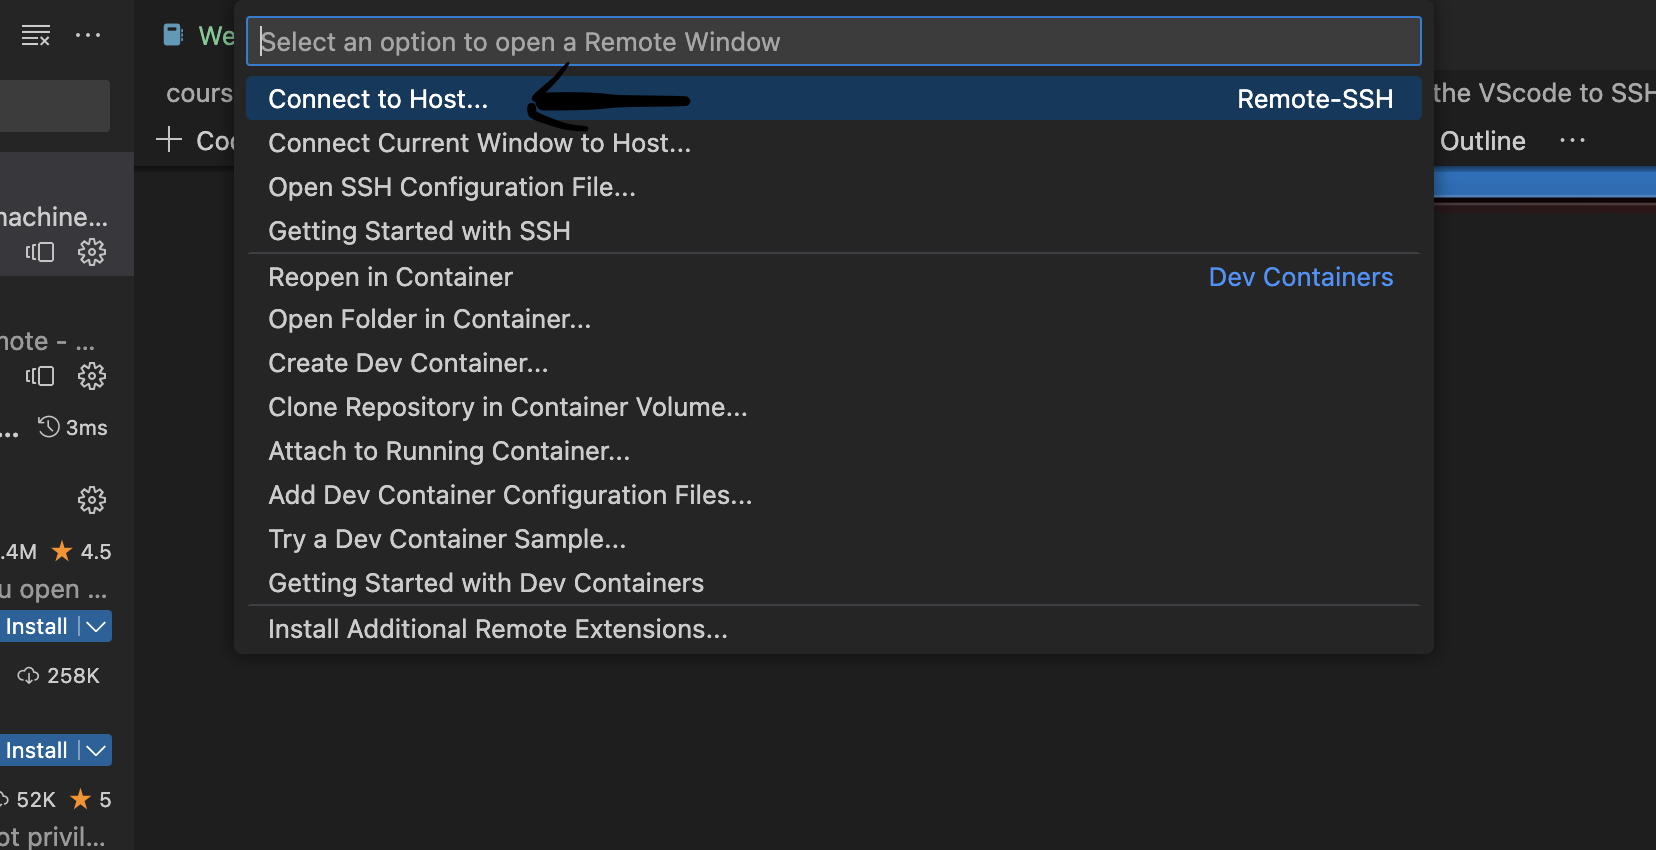 We
Select an option to open a Remote Window
cours
Connect to Host...
Remote-SSH
the VScode to SSH
Connect Current Window to Host...
Outline
Open SSH Configuration File...
Getting Started with SSH
machine...
Reopen in Container
Dev Containers
Open Folder in Container...
Create Dev Container...
Clone Repository in Container Volume...
3ms
Attach to Running Container...
Add Dev Container Configuration Files...
Try a Dev Container Sample...
.4M 4.5
Getting Started with Dev Containers
u open ...
Install
Install Additional Remote Extensions...
258K
Install
52K 5
ot privil...